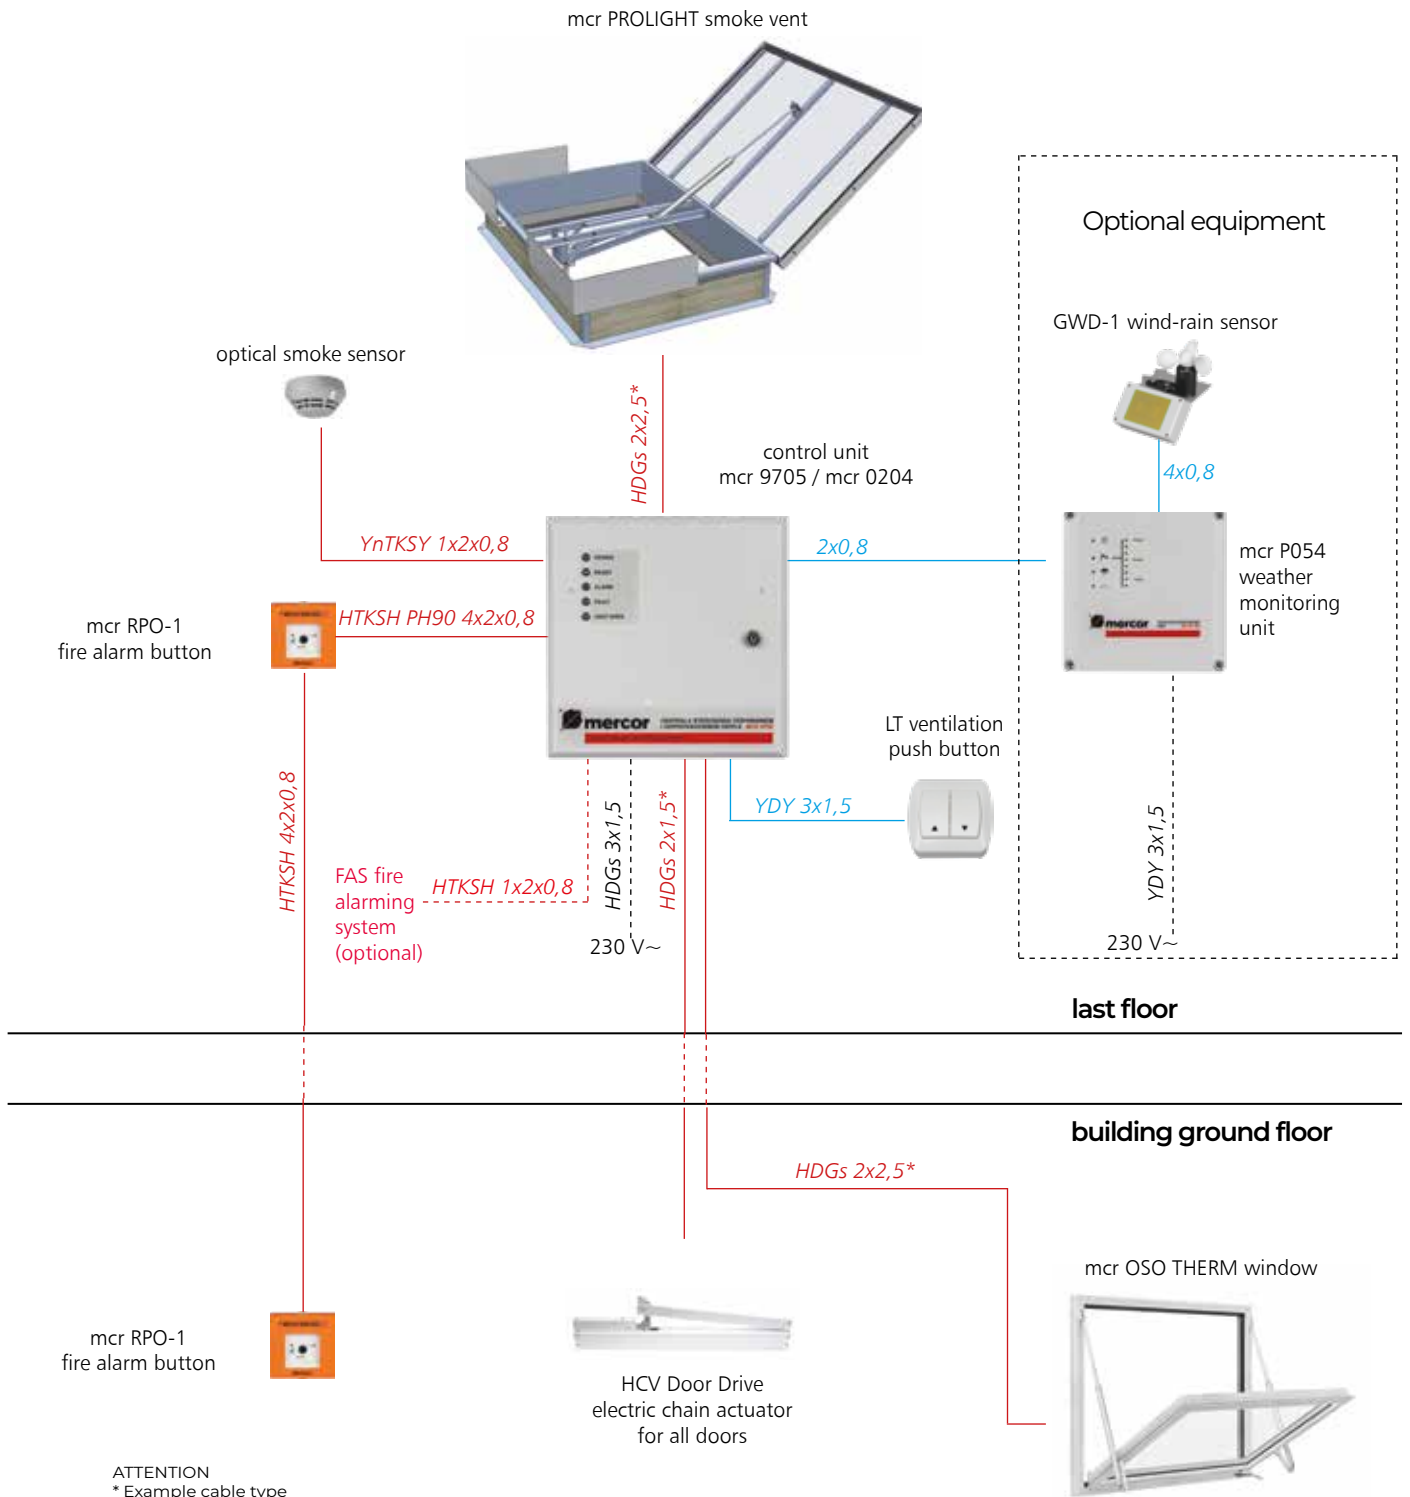 mcr PROLIGHT smoke vent
Optional equipment
GWD-1 wind-rain sensor
optical smoke sensor
HDGs 2x2,5*
control unit
mcr 9705 / mcr 0204
4x0,8
YnTKSY 1x2x0,8
2x0,8
mcr P054
weather
monitoring
unit
mcr RPO-1
fire alarm button
HTKSH PH90 4x2x0,8
mercor
mercor
LT ventilation
push button
HTKSH 4x2x0,8
YDY 3x1,5
HDGs 3x1,5
HDGs 2x1,5*
YDY 3x1,5
FAS fire
alarming
system
(optional)
HTKSH 1x2x0,8
230 V~
230 V~
last floor
building ground floor
HDGs 2x2,5*
mcr OSO THERM window
mcr RPO-1
fire alarm button
HCV Door Drive
electric chain actuator
for all doors
ATTENTION
* Example cable type